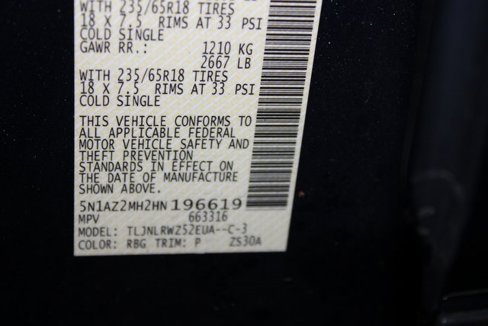 WITH 235/65R18 TIRES
18 X 7.5 RIMS AT 33 PSI
COLD SINGLE
GAWR RR.: 1210 KG
2667 LB
WITH 235/65R18 TIRES
18 X 7.5 RIMS AT 33 PSI
COLD SINGLE
THIS VEHICLE CONFORMS TO
ALL APPLICABLE FEDERAL
MOTOR VEHICLE SAFETY AND
THEFT PREVENTION
STANDARDS IN EFFECT ON
THE DATE OF MANUFACTURE
SHOWN ABOVE.
5N1AZ2MH2HN196619
MPV 663316
MODEL: TLJNLRWZ52EUA--C-3
COLOR: RBG TRIM: P ZS30A